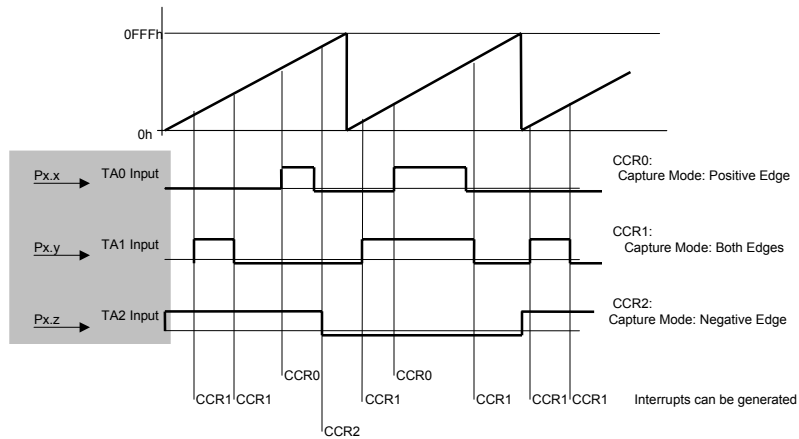 0FFFh
0h
Px.x TA0 Input
CCR0:
Capture Mode: Positive Edge
Px.y TA1 Input
CCR1:
Capture Mode: Both Edges
Px.z TA2 Input
CCR2:
Capture Mode: Negative Edge
CCR0 CCR0
CCR1 CCR1 CCR1 CCR1 CCR1 CCR1 Interrupts can be generated
CCR2